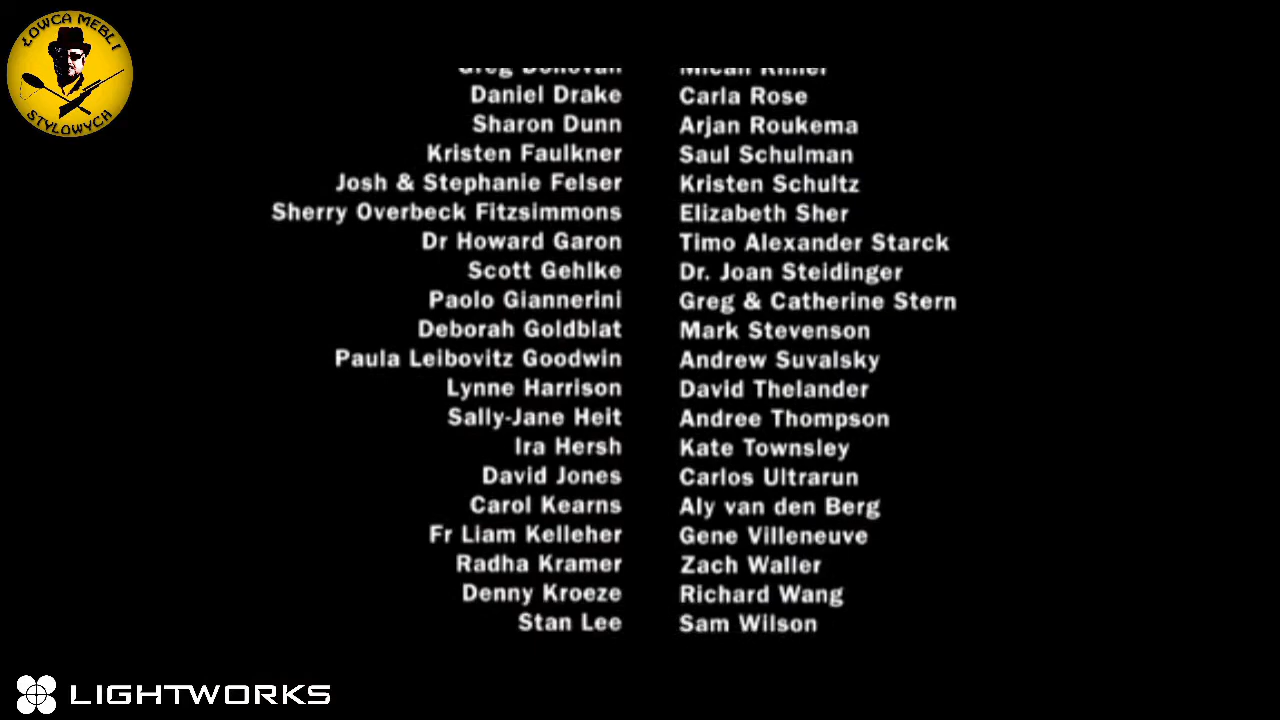 ŁOWCA MEBLI
STYLOWYCH
Greg Donovan Micah Risner
Daniel Drake Carla Rose
Sharon Dunn Arjan Roukema
Kristen Faulkner Saul Schulman
Josh & Stephanie Felser Kristen Schultz
Sherry Overbeck Fitzsimmons Elizabeth Sher
Dr Howard Garon Timo Alexander Starck
Scott Gehlke Dr. Joan Steidinger
Paolo Giannerini Greg & Catherine Stern
Deborah Goldblat Mark Stevenson
Paula Leibovitz Goodwin Andrew Suvalsky
Lynne Harrison David Thelander
Sally-Jane Heit Andree Thompson
Ira Hersh Kate Townsley
David Jones Carlos Ultrarun
Carol Kearns Aly van den Berg
Fr Liam Kelleher Gene Villeneuve
Radha Kramer Zach Waller
Denny Kroeze Richard Wang
Stan Lee Sam Wilson
LIGHTWORKS